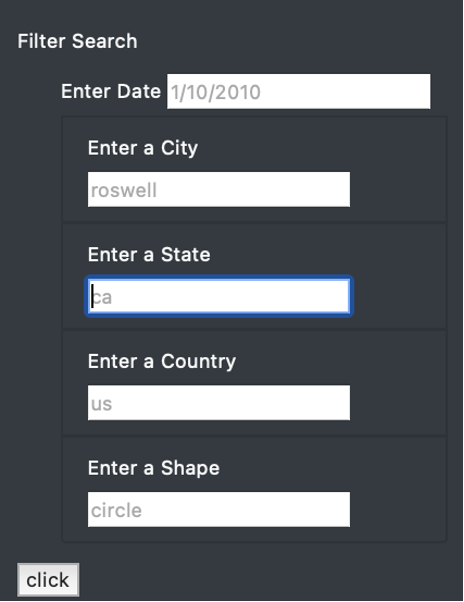 Filter Search
Enter Date 1/10/2010
Enter a City
roswell
Enter a State
ca
Enter a Country
us
Enter a Shape
circle
click